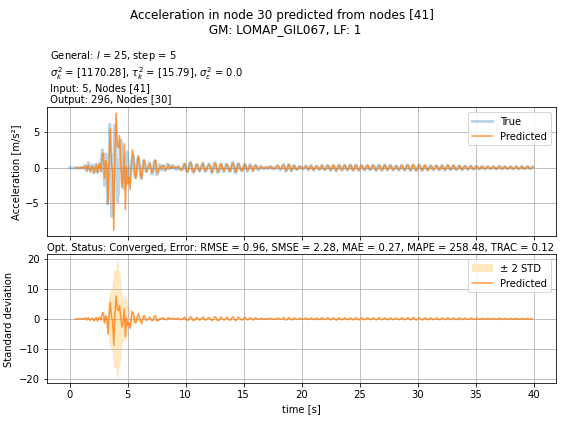 Acceleration in node 30 predicted from nodes [41]
GM: LOMAP_GIL067, LF: 1
General: l = 25, step = 5
σ²ₖ = [1170.28], τ²ₖ = [15.79], σ²ε = 0.0
Input: 5, Nodes [41]
Output: 296, Nodes [30]
Acceleration [m/s²]
5
0
−5
True
Predicted
Opt. Status: Converged, Error: RMSE = 0.96, SMSE = 2.28, MAE = 0.27, MAPE = 258.48, TRAC = 0.12
Standard deviation
20
10
0
−10
−20
± 2 STD
Predicted
0 5 10 15 20 25 30 35 40
time [s]